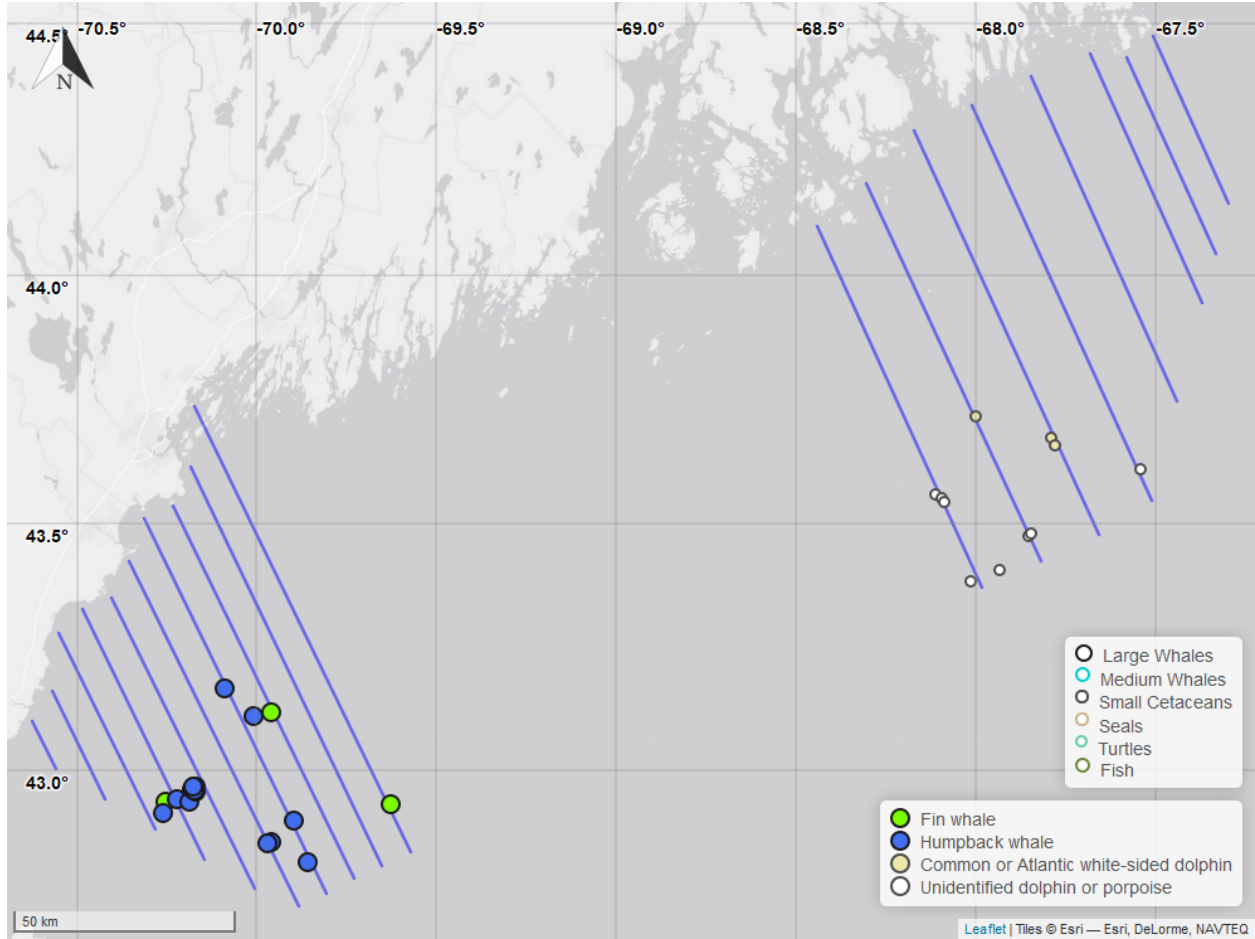 44.5° -70.5° -70.0° -69.5° -69.0° -68.5° -68.0° -67.5°
N
44.0°
43.5°
43.0°
Large Whales
Medium Whales
Small Cetaceans
Seals
Turtles
Fish
Fin whale
Humpback whale
Common or Atlantic white-sided dolphin
Unidentified dolphin or porpoise
50 km
Leaflet | Tiles © Esri — Esri, DeLorme, NAVTEQ